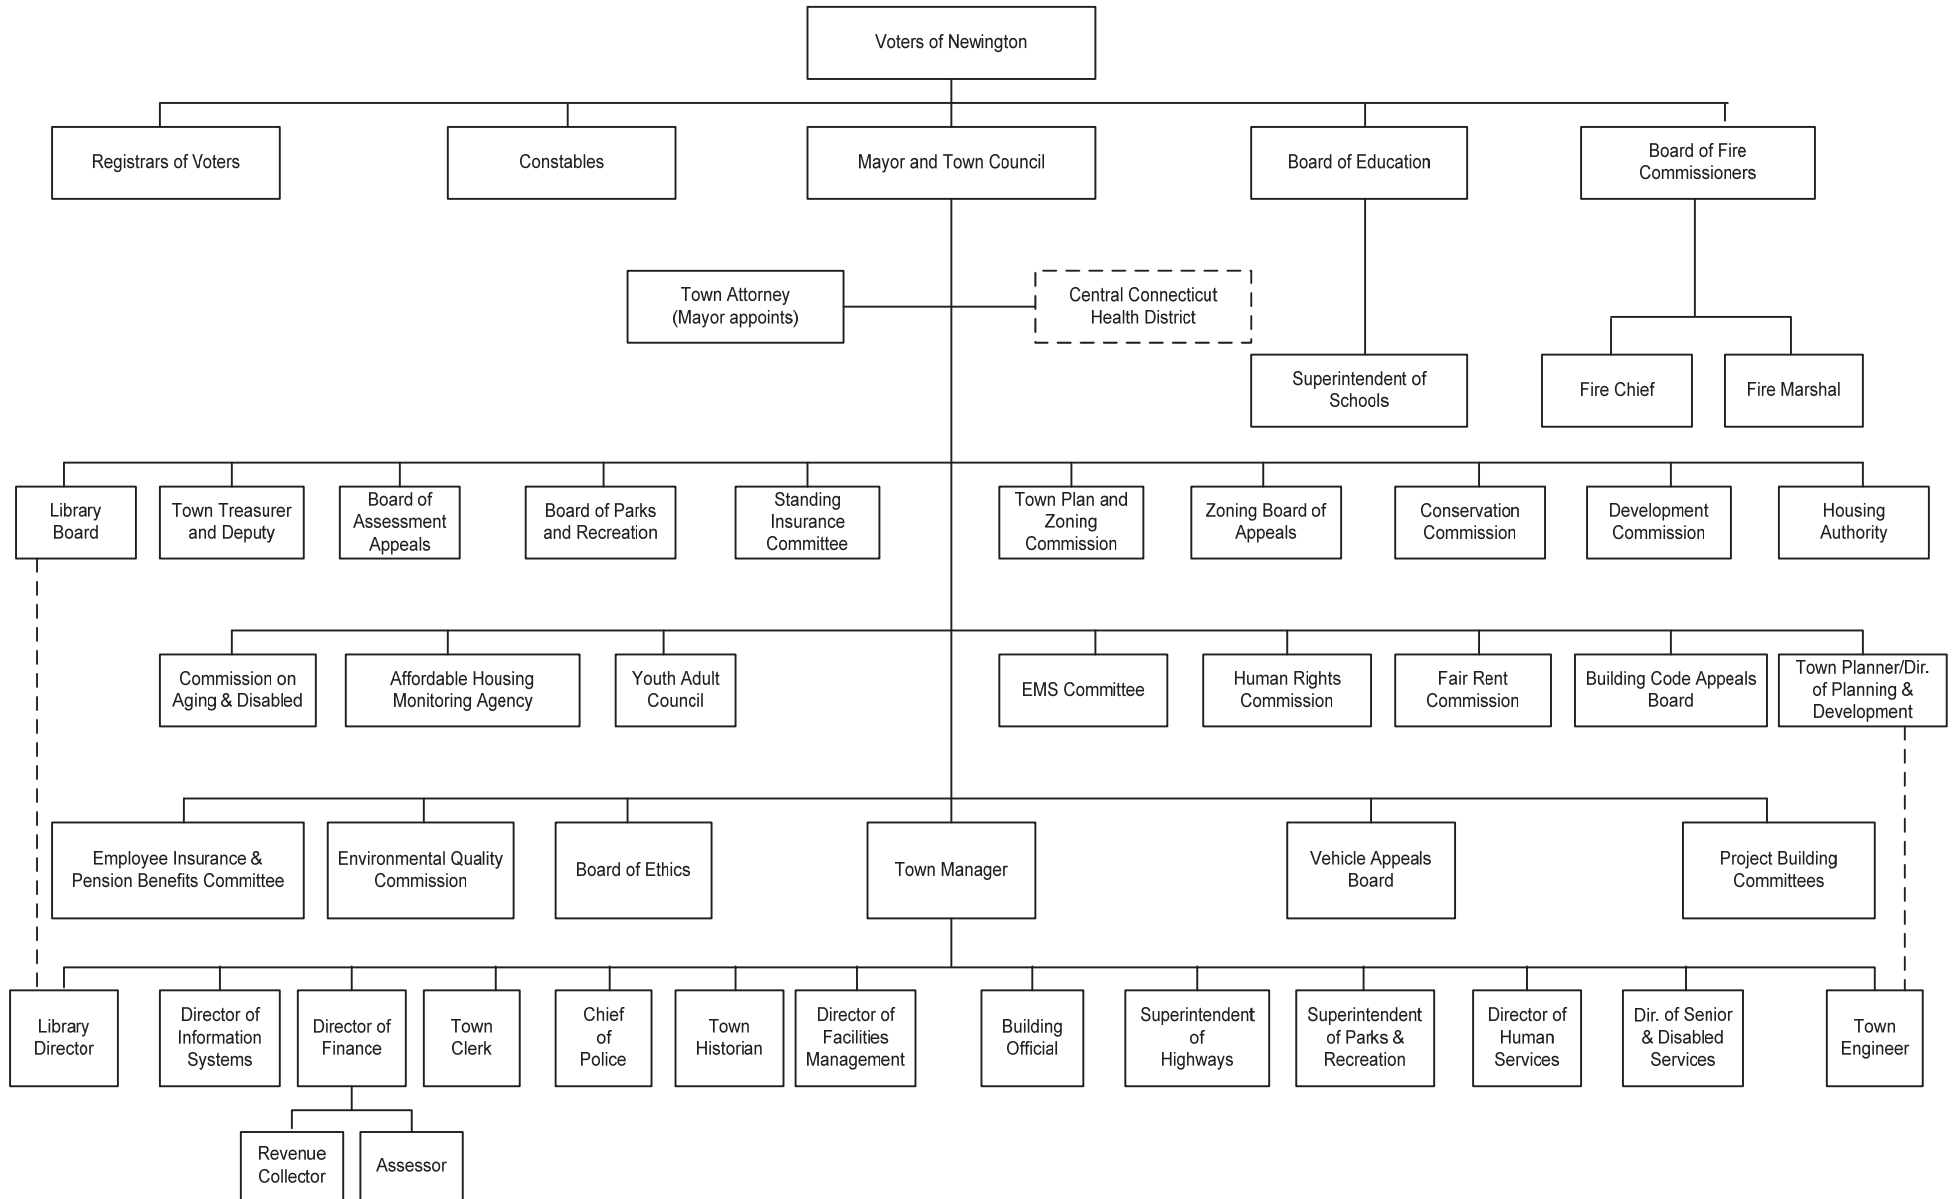 Voters of Newington
Registrars of Voters
Constables
Mayor and Town Council
Board of Education
Board of Fire
Commissioners
Town Attorney
(Mayor appoints)
Central Connecticut
Health District
Superintendent of
Schools
Fire Chief
Fire Marshal
Library
Board
Town Treasurer
and Deputy
Board of
Assessment
Appeals
Board of Parks
and Recreation
Standing
Insurance
Committee
Town Plan and
Zoning
Commission
Zoning Board of
Appeals
Conservation
Commission
Development
Commission
Housing
Authority
Commission on
Aging & Disabled
Affordable Housing
Monitoring Agency
Youth Adult
Council
EMS Committee
Human Rights
Commission
Fair Rent
Commission
Building Code Appeals
Board
Town Planner/Dir.
of Planning &
Development
Employee Insurance &
Pension Benefits Committee
Environmental Quality
Commission
Board of Ethics
Town Manager
Vehicle Appeals
Board
Project Building
Committees
Library
Director
Director of
Information
Systems
Director of
Finance
Town
Clerk
Chief
of
Police
Town
Historian
Director of
Facilities
Management
Building
Official
Superintendent
of
Highways
Superintendent
of Parks &
Recreation
Director of
Human
Services
Dir. of Senior
& Disabled
Services
Town
Engineer
Revenue
Collector
Assessor